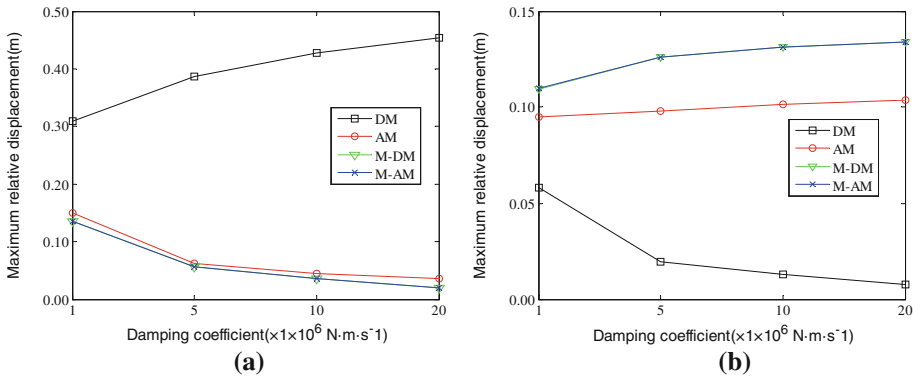 0.50
0.40
0.30
0.20
0.10
0.00
Maximum relative displacement(m)
DM
AM
M-DM
M-AM
1
5
10
20
Damping coefficient(×1×10⁶ N·m·s⁻¹)
(a)
0.15
0.10
0.05
0.00
Maximum relative displacement(m)
DM
AM
M-DM
M-AM
1
5
10
20
Damping coefficient(×1×10⁶ N·m·s⁻¹)
(b)